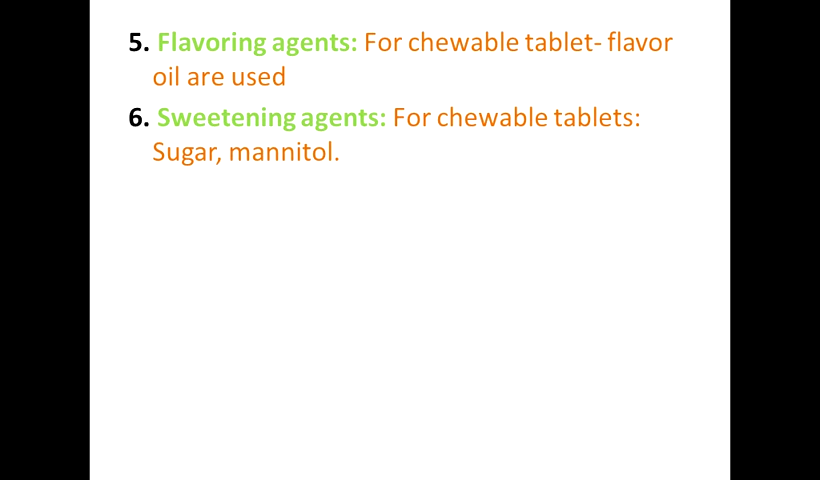 5. Flavoring agents: For chewable tablet- flavor
oil are used
6. Sweetening agents: For chewable tablets:
Sugar, mannitol.